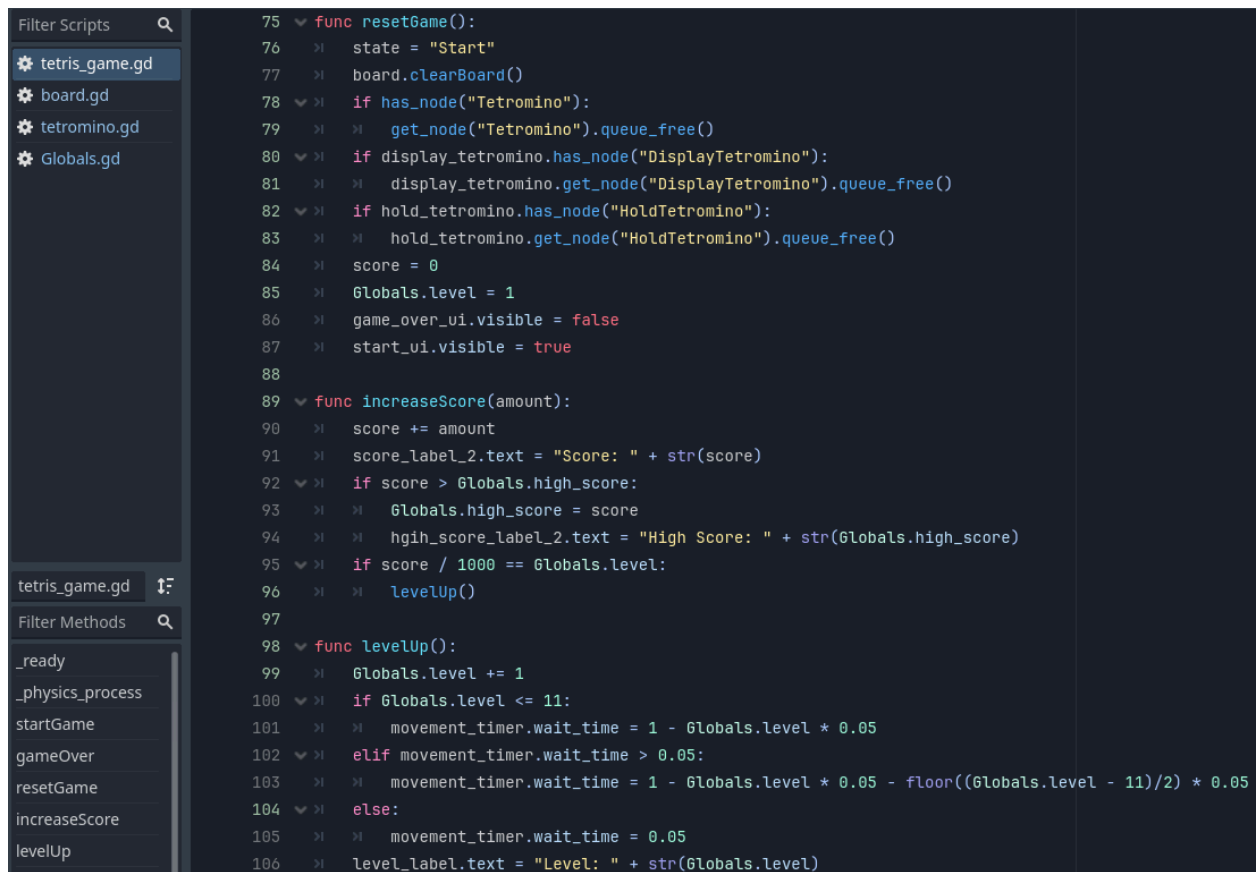 Filter Scripts
tetris_game.gd
board.gd
tetromino.gd
Globals.gd
tetris_game.gd
Filter Methods
_ready
_physics_process
startGame
gameOver
resetGame
increaseScore
levelUp
75 func resetGame():
76 state = "Start"
77 board.clearBoard()
78 if has_node("Tetromino"):
79 get_node("Tetromino").queue_free()
80 if display_tetromino.has_node("DisplayTetromino"):
81 display_tetromino.get_node("DisplayTetromino").queue_free()
82 if hold_tetromino.has_node("HoldTetromino"):
83 hold_tetromino.get_node("HoldTetromino").queue_free()
84 score = 0
85 Globals.level = 1
86 game_over_ui.visible = false
87 start_ui.visible = true
88
89 func increaseScore(amount):
90 score += amount
91 score_label_2.text = "Score: " + str(score)
92 if score > Globals.high_score:
93 Globals.high_score = score
94 hgih_score_label_2.text = "High Score: " + str(Globals.high_score)
95 if score / 1000 == Globals.level:
96 levelUp()
97
98 func levelUp():
99 Globals.level += 1
100 if Globals.level <= 11:
101 movement_timer.wait_time = 1 - Globals.level * 0.05
102 elif movement_timer.wait_time > 0.05:
103 movement_timer.wait_time = 1 - Globals.level * 0.05 - floor((Globals.level - 11)/2) * 0.05
104 else:
105 movement_timer.wait_time = 0.05
106 level_label.text = "Level: " + str(Globals.level)